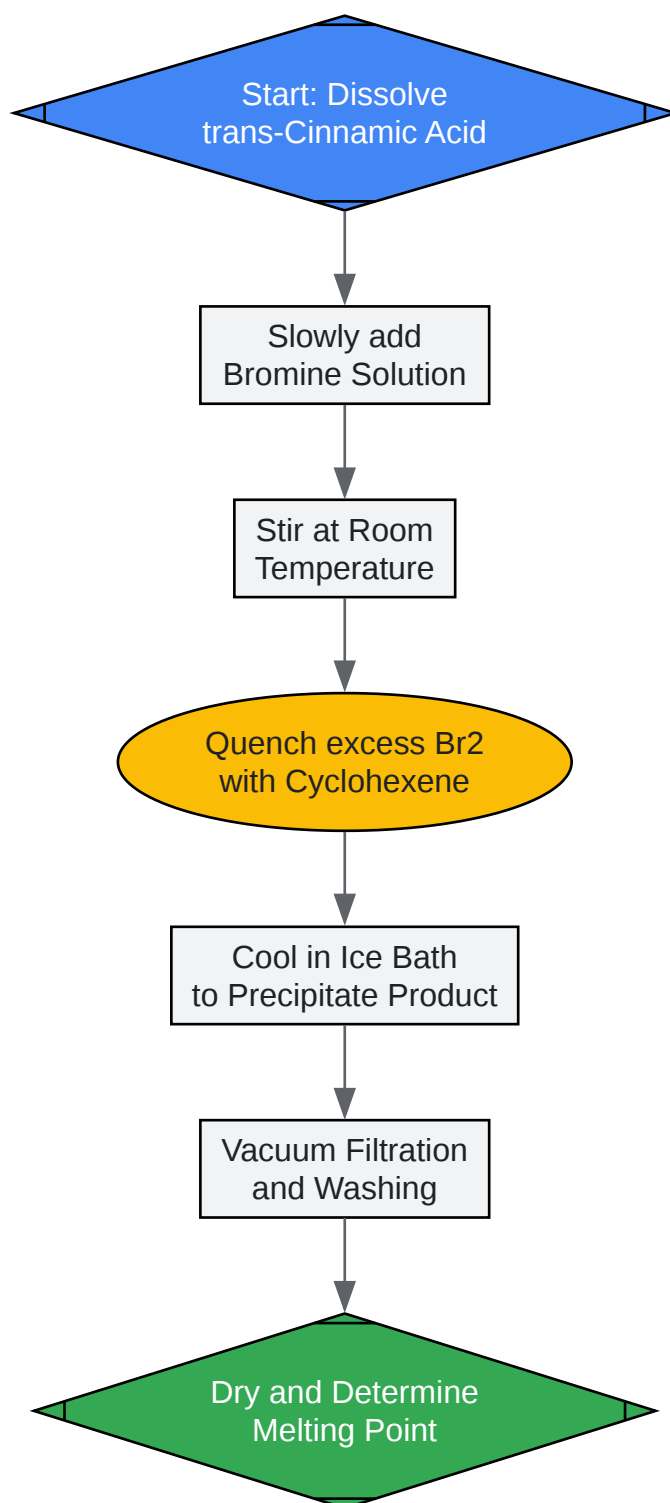 Start: Dissolve
trans-Cinnamic Acid
Slowly add
Bromine Solution
Stir at Room
Temperature
Quench excess Br2
with Cyclohexene
Cool in Ice Bath
to Precipitate Product
Vacuum Filtration
and Washing
Dry and Determine
Melting Point